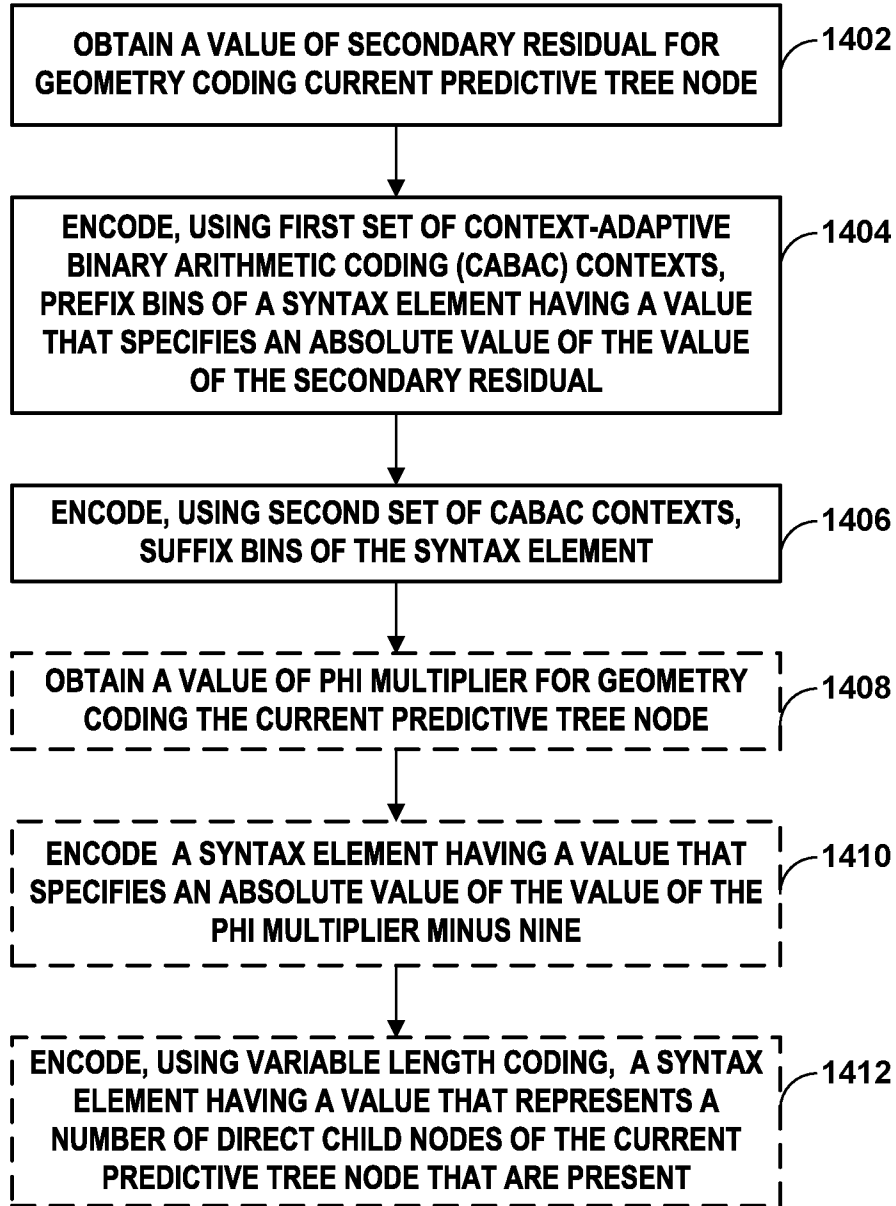 OBTAIN A VALUE OF SECONDARY RESIDUAL FOR
GEOMETRY CODING CURRENT PREDICTIVE TREE NODE
1402
ENCODE, USING FIRST SET OF CONTEXT-ADAPTIVE
BINARY ARITHMETIC CODING (CABAC) CONTEXTS,
PREFIX BINS OF A SYNTAX ELEMENT HAVING A VALUE
THAT SPECIFIES AN ABSOLUTE VALUE OF THE VALUE
OF THE SECONDARY RESIDUAL
1404
ENCODE, USING SECOND SET OF CABAC CONTEXTS,
SUFFIX BINS OF THE SYNTAX ELEMENT
1406
OBTAIN A VALUE OF PHI MULTIPLIER FOR GEOMETRY
CODING THE CURRENT PREDICTIVE TREE NODE
1408
ENCODE A SYNTAX ELEMENT HAVING A VALUE THAT
SPECIFIES AN ABSOLUTE VALUE OF THE VALUE OF THE
PHI MULTIPLIER MINUS NINE
1410
ENCODE, USING VARIABLE LENGTH CODING, A SYNTAX
ELEMENT HAVING A VALUE THAT REPRESENTS A
NUMBER OF DIRECT CHILD NODES OF THE CURRENT
PREDICTIVE TREE NODE THAT ARE PRESENT
1412